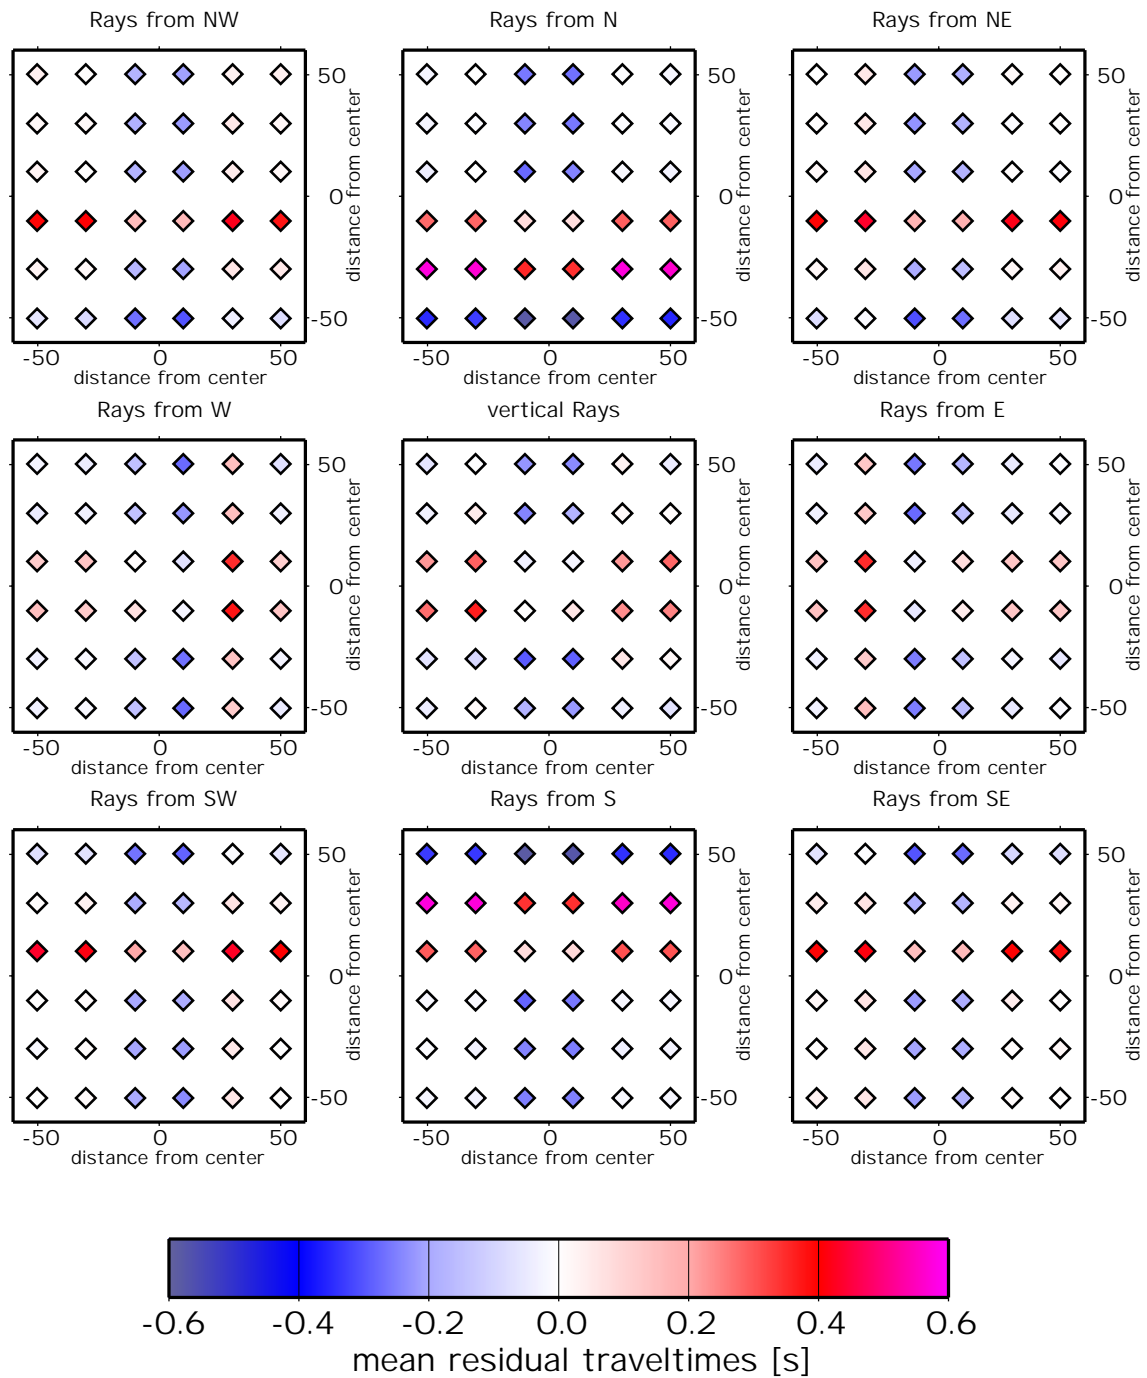 Rays from NW Rays from N Rays from NE
50 50 50
0 0 0
-50 -50 -50
distance from center distance from center distance from center
-50 0 50 -50 0 50 -50 0 50
distance from center distance from center distance from center
Rays from W vertical Rays Rays from E
50 50 50
0 0 0
-50 -50 -50
distance from center distance from center distance from center
-50 0 50 -50 0 50 -50 0 50
distance from center distance from center distance from center
Rays from SW Rays from S Rays from SE
50 50 50
0 0 0
-50 -50 -50
distance from center distance from center distance from center
-50 0 50 -50 0 50 -50 0 50
distance from center distance from center distance from center
-0.6 -0.4 -0.2 0.0 0.2 0.4 0.6
mean residual traveltimes [s]